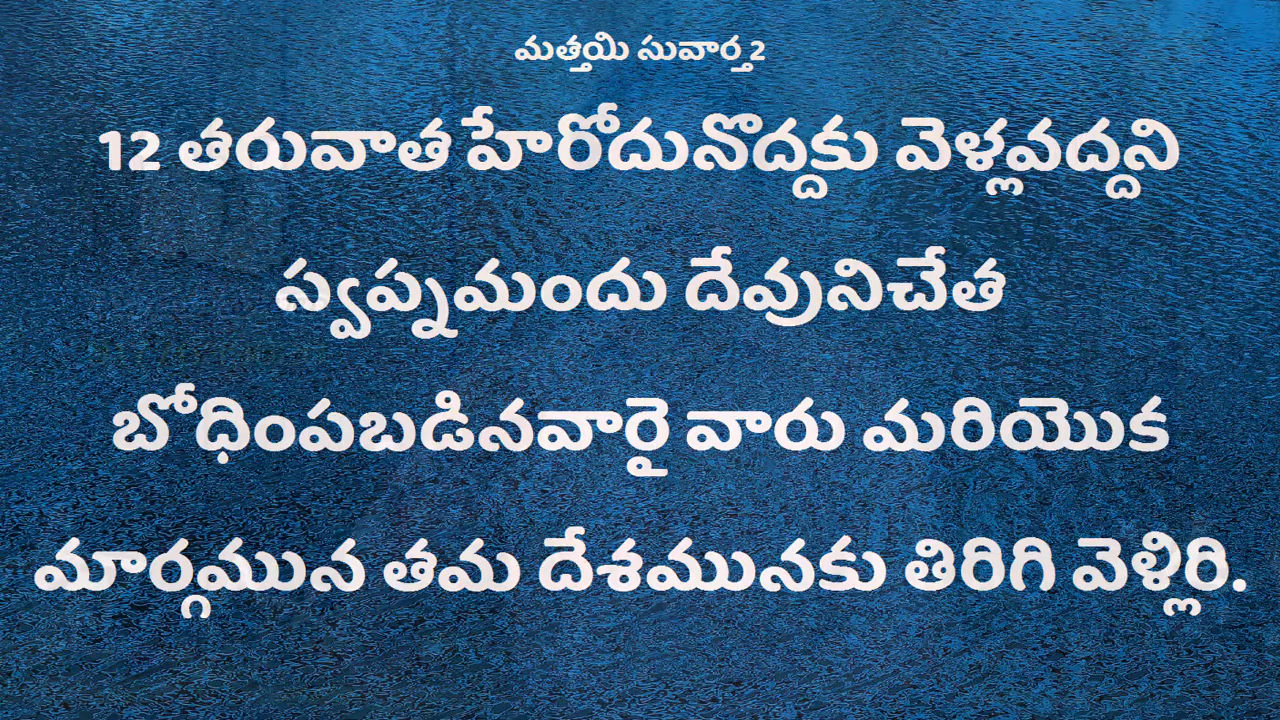 మత్తయి సువార్త 2
12 తరువాత హేరోదునొద్దకు వెళ్లవద్దని
స్వప్నమందు దేవునిచేత
బోధింపబడినవారై వారు మరియొక
మార్గమున తమ దేశమునకు తిరిగి వెళ్లిరి.